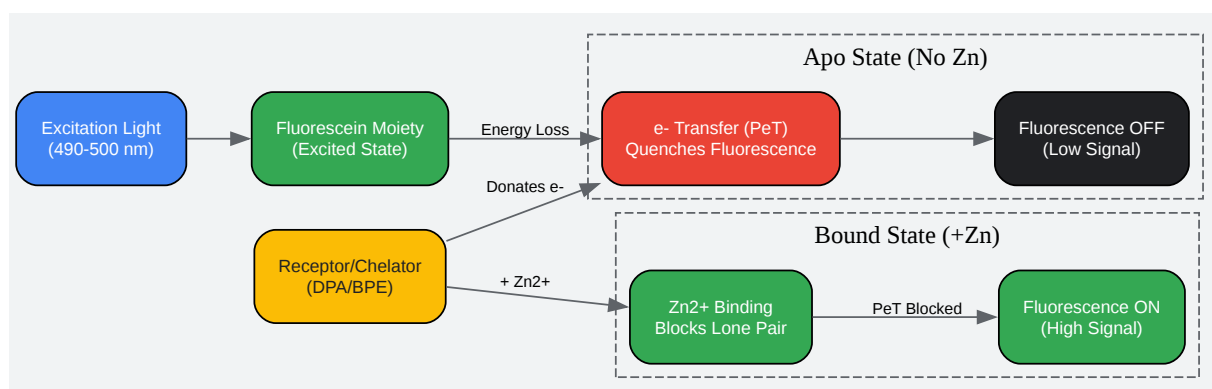 Apo State (No Zn)
Excitation Light
(490-500 nm)
Fluorescein Moiety
(Excited State)
Energy Loss
e- Transfer (PeT)
Quenches Fluorescence
Fluorescence OFF
(Low Signal)
Donates e-
Bound State (+Zn)
Receptor/Chelator
(DPA/BPE)
+ Zn2+
Zn2+ Binding
Blocks Lone Pair
PeT Blocked
Fluorescence ON
(High Signal)